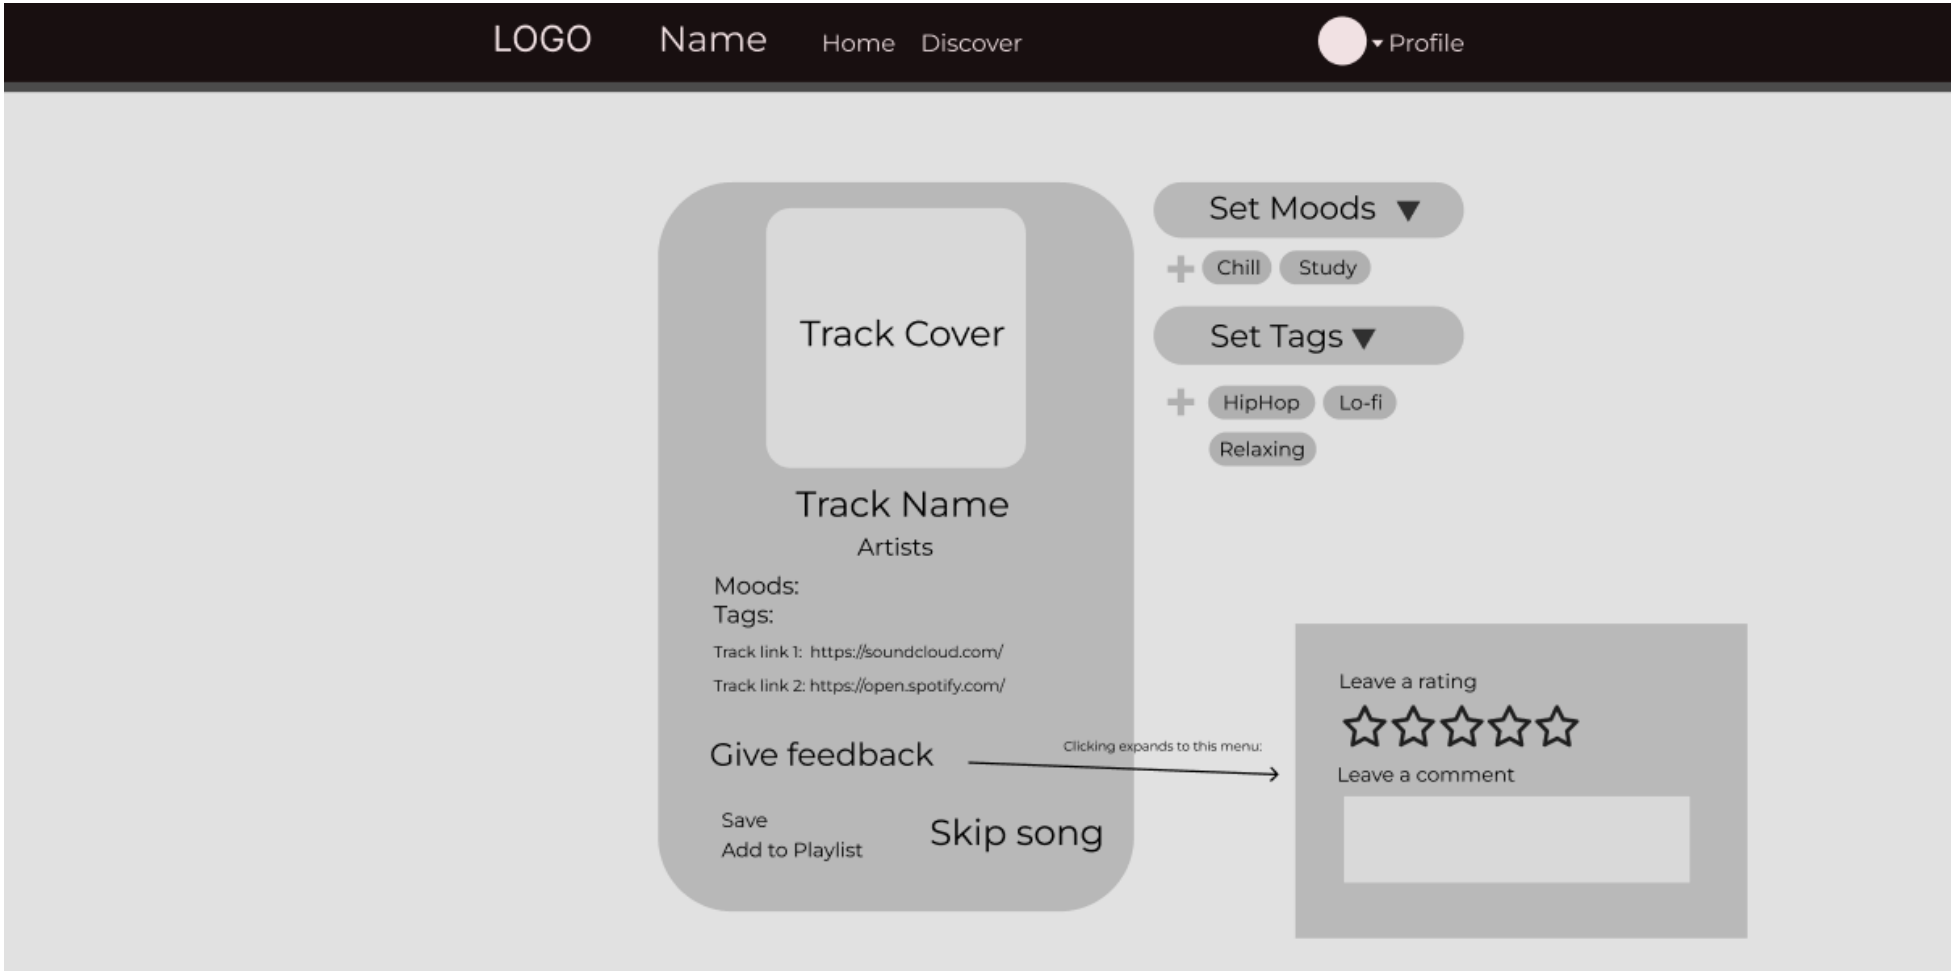 LOGO Name Home Discover Profile
Track Cover
Track Name
Artists
Moods:
Tags:
Track link 1: https://soundcloud.com/
Track link 2: https://open.spotify.com/
Give feedback
Save
Add to Playlist
Skip song
Set Moods
Chill Study
Set Tags
HipHop Lo-fi
Relaxing
Clicking expands to this menu:
Leave a rating
Leave a comment